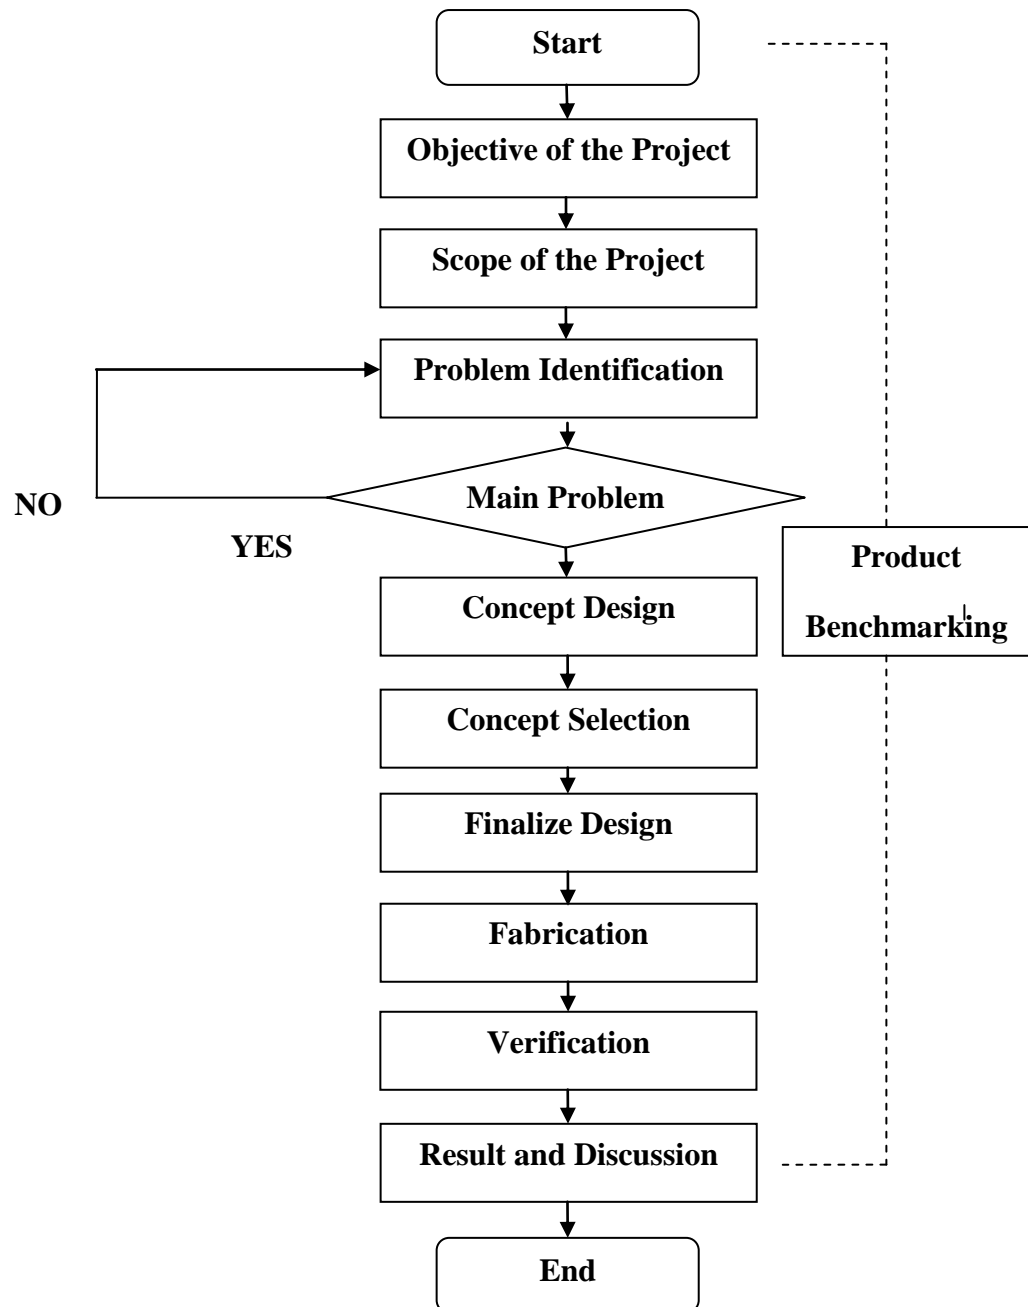 Start
Objective of the Project
Scope of the Project
Problem Identification
Main Problem
NO
YES
Product
Benchmarking
Concept Design
Concept Selection
Finalize Design
Fabrication
Verification
Result and Discussion
End